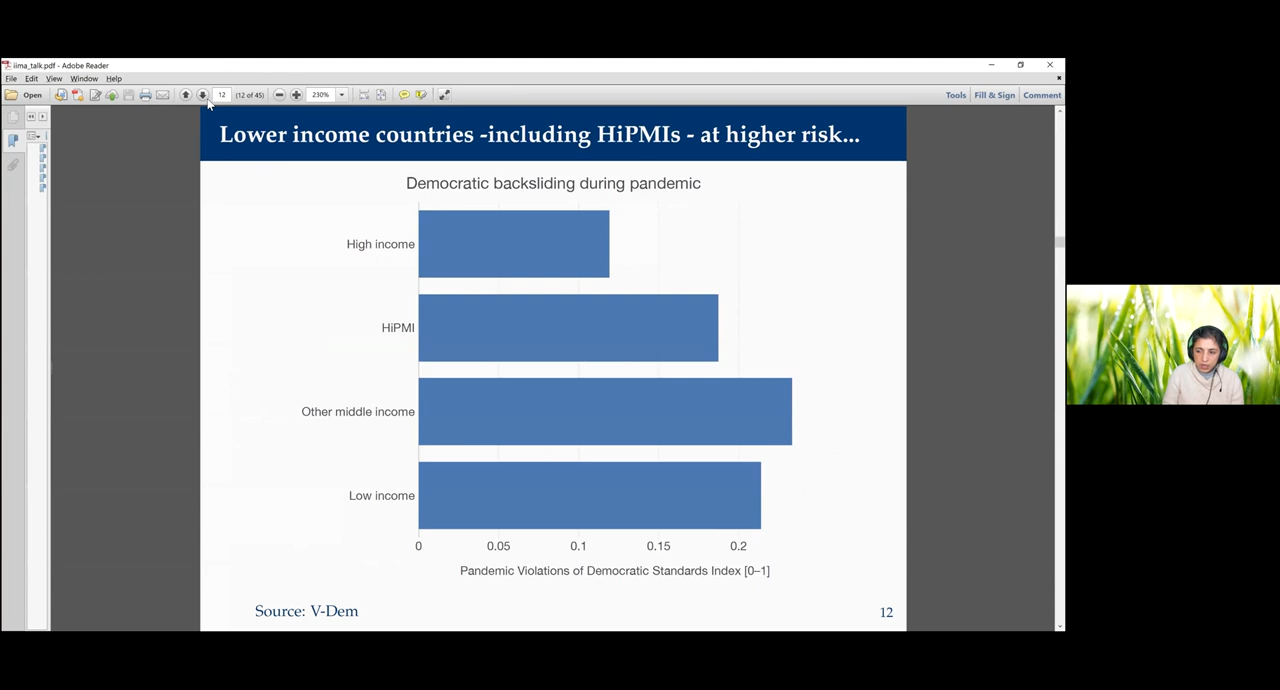 iima_talk.pdf - Adobe Reader
File Edit View Window Help
Open 12 (12 of 45) 230% Tools Fill & Sign Comment
Lower income countries -including HiPMIs - at higher risk...
Democratic backsliding during pandemic
High income
HiPMI
Other middle income
Low income
0 0.05 0.1 0.15 0.2
Pandemic Violations of Democratic Standards Index [0–1]
Source: V-Dem
12